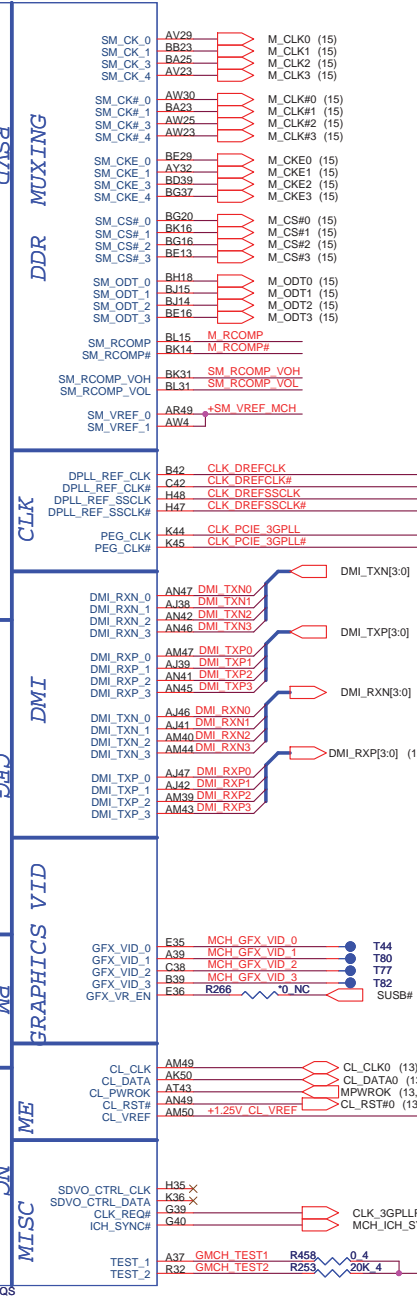 SM_CK_0 AV29 M_CLK0 (15)
SM_CK_1 BB23 M_CLK1 (15)
SM_CK_3 BA25 M_CLK2 (15)
SM_CK_4 AV23 M_CLK3 (15)
SM_CK#_0 AW30 M_CLK#0 (15)
SM_CK#_1 BA23 M_CLK#1 (15)
SM_CK#_3 AW25 M_CLK#2 (15)
SM_CK#_4 AW23 M_CLK#3 (15)
SM_CKE_0 BE29 M_CKE0 (15)
SM_CKE_1 AY32 M_CKE1 (15)
SM_CKE_3 BD39 M_CKE2 (15)
SM_CKE_4 BG37 M_CKE3 (15)
SM_CS#_0 BG20 M_CS#0 (15)
SM_CS#_1 BK16 M_CS#1 (15)
SM_CS#_2 BG16 M_CS#2 (15)
SM_CS#_3 BE13 M_CS#3 (15)
SM_ODT_0 BH18 M_ODT0 (15)
SM_ODT_1 BJ15 M_ODT1 (15)
SM_ODT_2 BJ14 M_ODT2 (15)
SM_ODT_3 BE16 M_ODT3 (15)
SM_RCOMP BL15 M_RCOMP
SM_RCOMP# BK14 M_RCOMP#
SM_RCOMP_VOH BK31 SM_RCOMP_VOH
SM_RCOMP_VOL BL31 SM_RCOMP_VOL
SM_VREF_0 AR49 +SM_VREF_MCH
SM_VREF_1 AW4
DDR MUXING
RSVD
DPLL_REF_CLK B42 CLK_DREFCLK
DPLL_REF_CLK# C42 CLK_DREFCLK#
DPLL_REF_SSCLK H48 CLK_DREFSSCLK
DPLL_REF_SSCLK# H47 CLK_DREFSSCLK#
PEG_CLK K44 CLK_PCIE_3GPLL
PEG_CLK# K45 CLK_PCIE_3GPLL#
CLK
DMI_TXN[3:0]
DMI_RXN_0 AN47 DMI_TXN0
DMI_RXN_1 AJ38 DMI_TXN1
DMI_RXN_2 AN42 DMI_TXN2
DMI_RXN_3 AN46 DMI_TXN3
DMI_TXP[3:0]
DMI_RXP_0 AM47 DMI_TXP0
DMI_RXP_1 AJ39 DMI_TXP1
DMI_RXP_2 AN41 DMI_TXP2
DMI_RXP_3 AN45 DMI_TXP3
DMI_RXN[3:0]
DMI_TXN_0 AJ46 DMI_RXN0
DMI_TXN_1 AJ41 DMI_RXN1
DMI_TXN_2 AM40 DMI_RXN2
DMI_TXN_3 AM44 DMI_RXN3
DMI_RXP[3:0] (1
DMI_TXP_0 AJ47 DMI_RXP0
DMI_TXP_1 AJ42 DMI_RXP1
DMI_TXP_2 AM39 DMI_RXP2
DMI_TXP_3 AM43 DMI_RXP3
DMI
CFG
GFX_VID_0 E35 MCH_GFX_VID_0 T44
GFX_VID_1 A39 MCH_GFX_VID_1 T80
GFX_VID_2 C38 MCH_GFX_VID_2 T77
GFX_VID_3 B39 MCH_GFX_VID_3 T82
GFX_VR_EN E36 R266 *0_NC SUSB#
GRAPHICS VID
PM
CL_CLK AM49 CL_CLK0 (13)
CL_DATA AK50 CL_DATA0 (13
CL_PWROK AT43 MPWROK (13,
CL_RST# AN49 CL_RST#0 (13
CL_VREF AM50 +1.25V_CL_VREF
ME
NC
SDVO_CTRL_CLK H35
SDVO_CTRL_DATA K36
CLK_REQ# G39 CLK_3GPLLR
ICH_SYNC# G40 MCH_ICH_SY
TEST_1 A37 GMCH_TEST1 R458 0_4
TEST_2 R32 GMCH_TEST2 R253 20K_4
MISC
QS